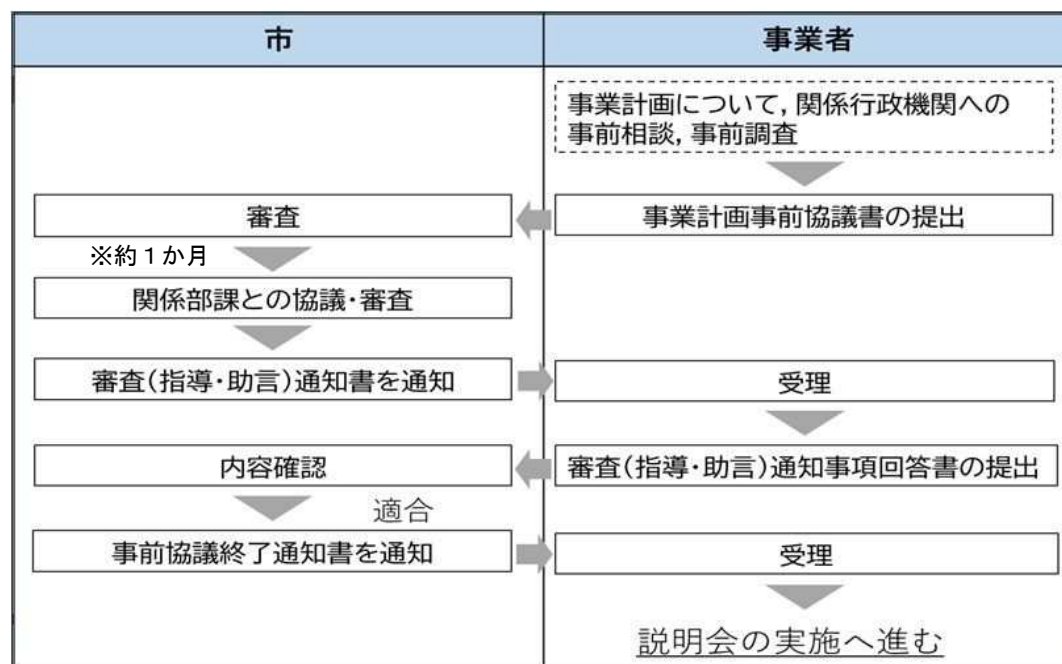 市
事業者
事業計画について，関係行政機関への
事前相談，事前調査
審査
事業計画事前協議書の提出
※約１か月
関係部課との協議・審査
審査（指導・助言）通知書を通知
受理
内容確認
審査（指導・助言）通知事項回答書の提出
適合
事前協議終了通知書を通知
受理
説明会の実施へ進む